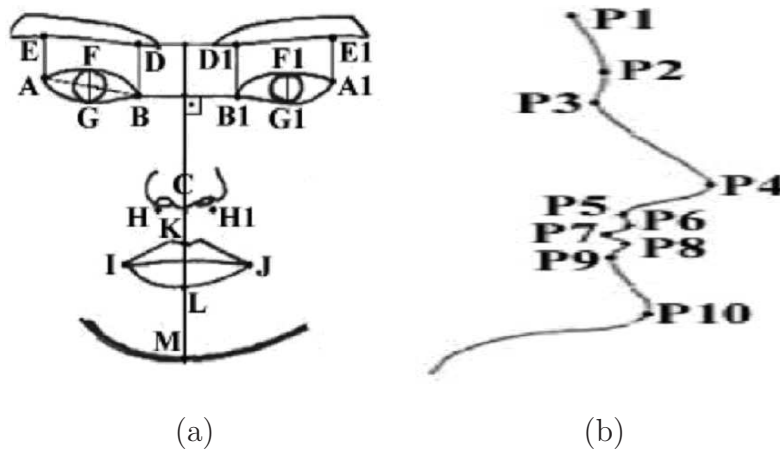 E F D D1 F1 E1
A G B B1 G1 A1
C
H K H1
I J
L
M
(a)
P1
P2
P3
P4
P5 P6
P7 P8
P9
P10
(b)